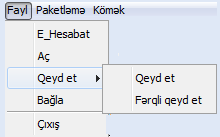 Fayl Paketləmə Kömək
E_Hesabat
Aç
Qeyd et
Qeyd et
Bağla
Fərqli qeyd et
Çıxış